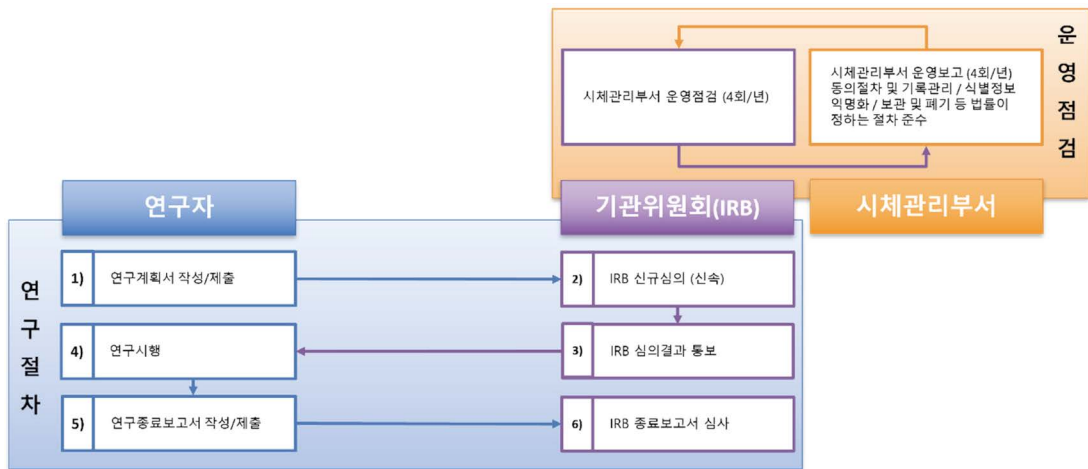 운영점검
시체관리부서 운영점검 (4회/년)
시체관리부서 운영보고 (4회/년)
동의절차 및 기록관리 / 식별정보
익명화 / 보관 및 폐기 등 법률이
정하는 절차 준수
연구자
기관위원회(IRB)
시체관리부서
연구절차
1) 연구계획서 작성/제출
2) IRB 신규심의 (신속)
3) IRB 심의결과 통보
4) 연구시행
5) 연구종료보고서 작성/제출
6) IRB 종료보고서 심사